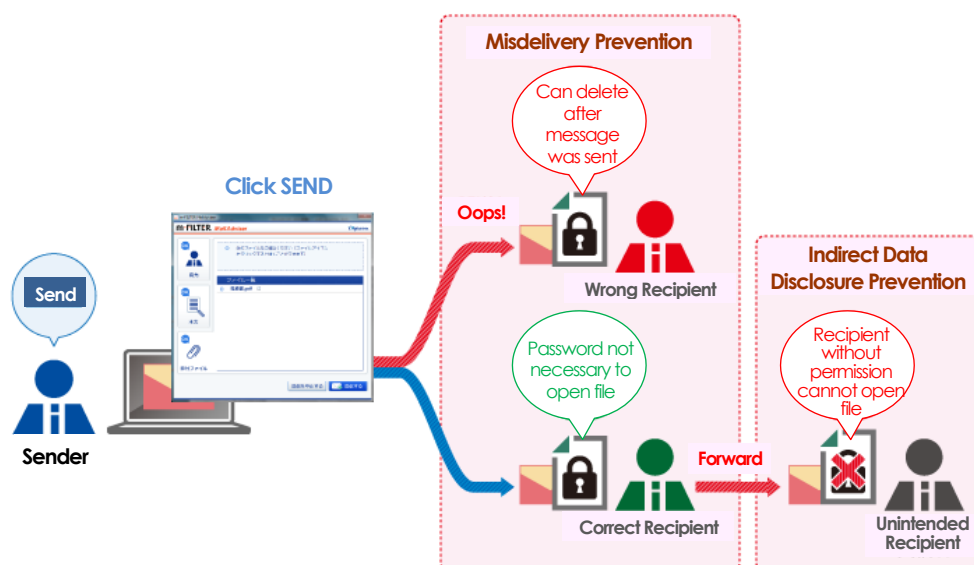 Misdelivery Prevention
Can delete
after
message
was sent
Click SEND
Oops!
FILTER
Send
Wrong Recipient
Indirect Data
Disclosure Prevention
Password not
necessary to
open file
Recipient
without
permission
cannot open
file
Sender
Forward
Correct Recipient
Unintended
Recipient